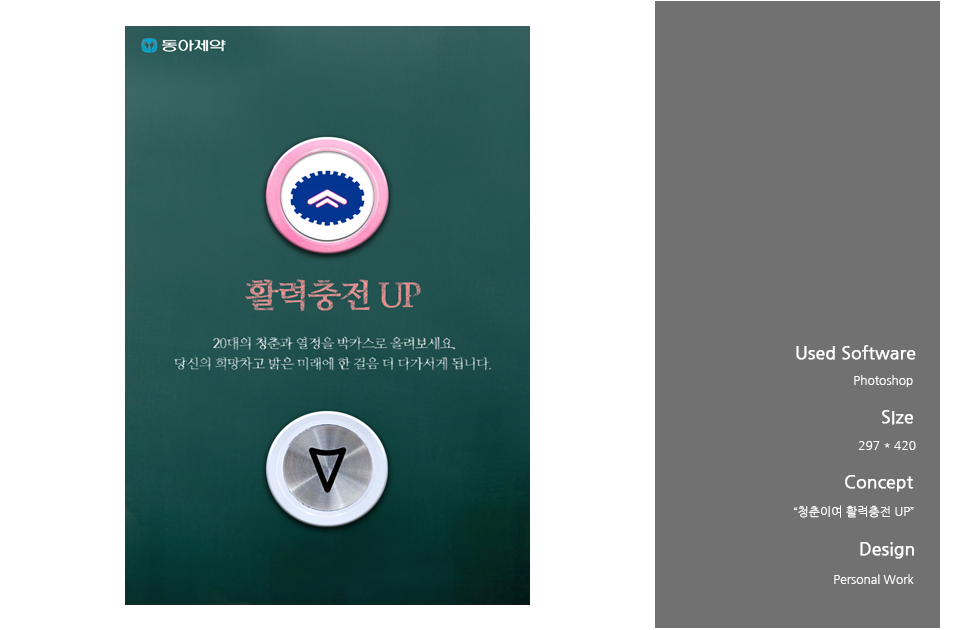 동아제약
활력충전 UP
20대의 청춘과 열정을 박카스로 올려보세요.
당신의 희망차고 밝은 미래에 한 걸음 더 다가서게 됩니다.
Used Software
Photoshop
SIze
297 * 420
Concept
“청춘이여 활력충전 UP”
Design
Personal Work